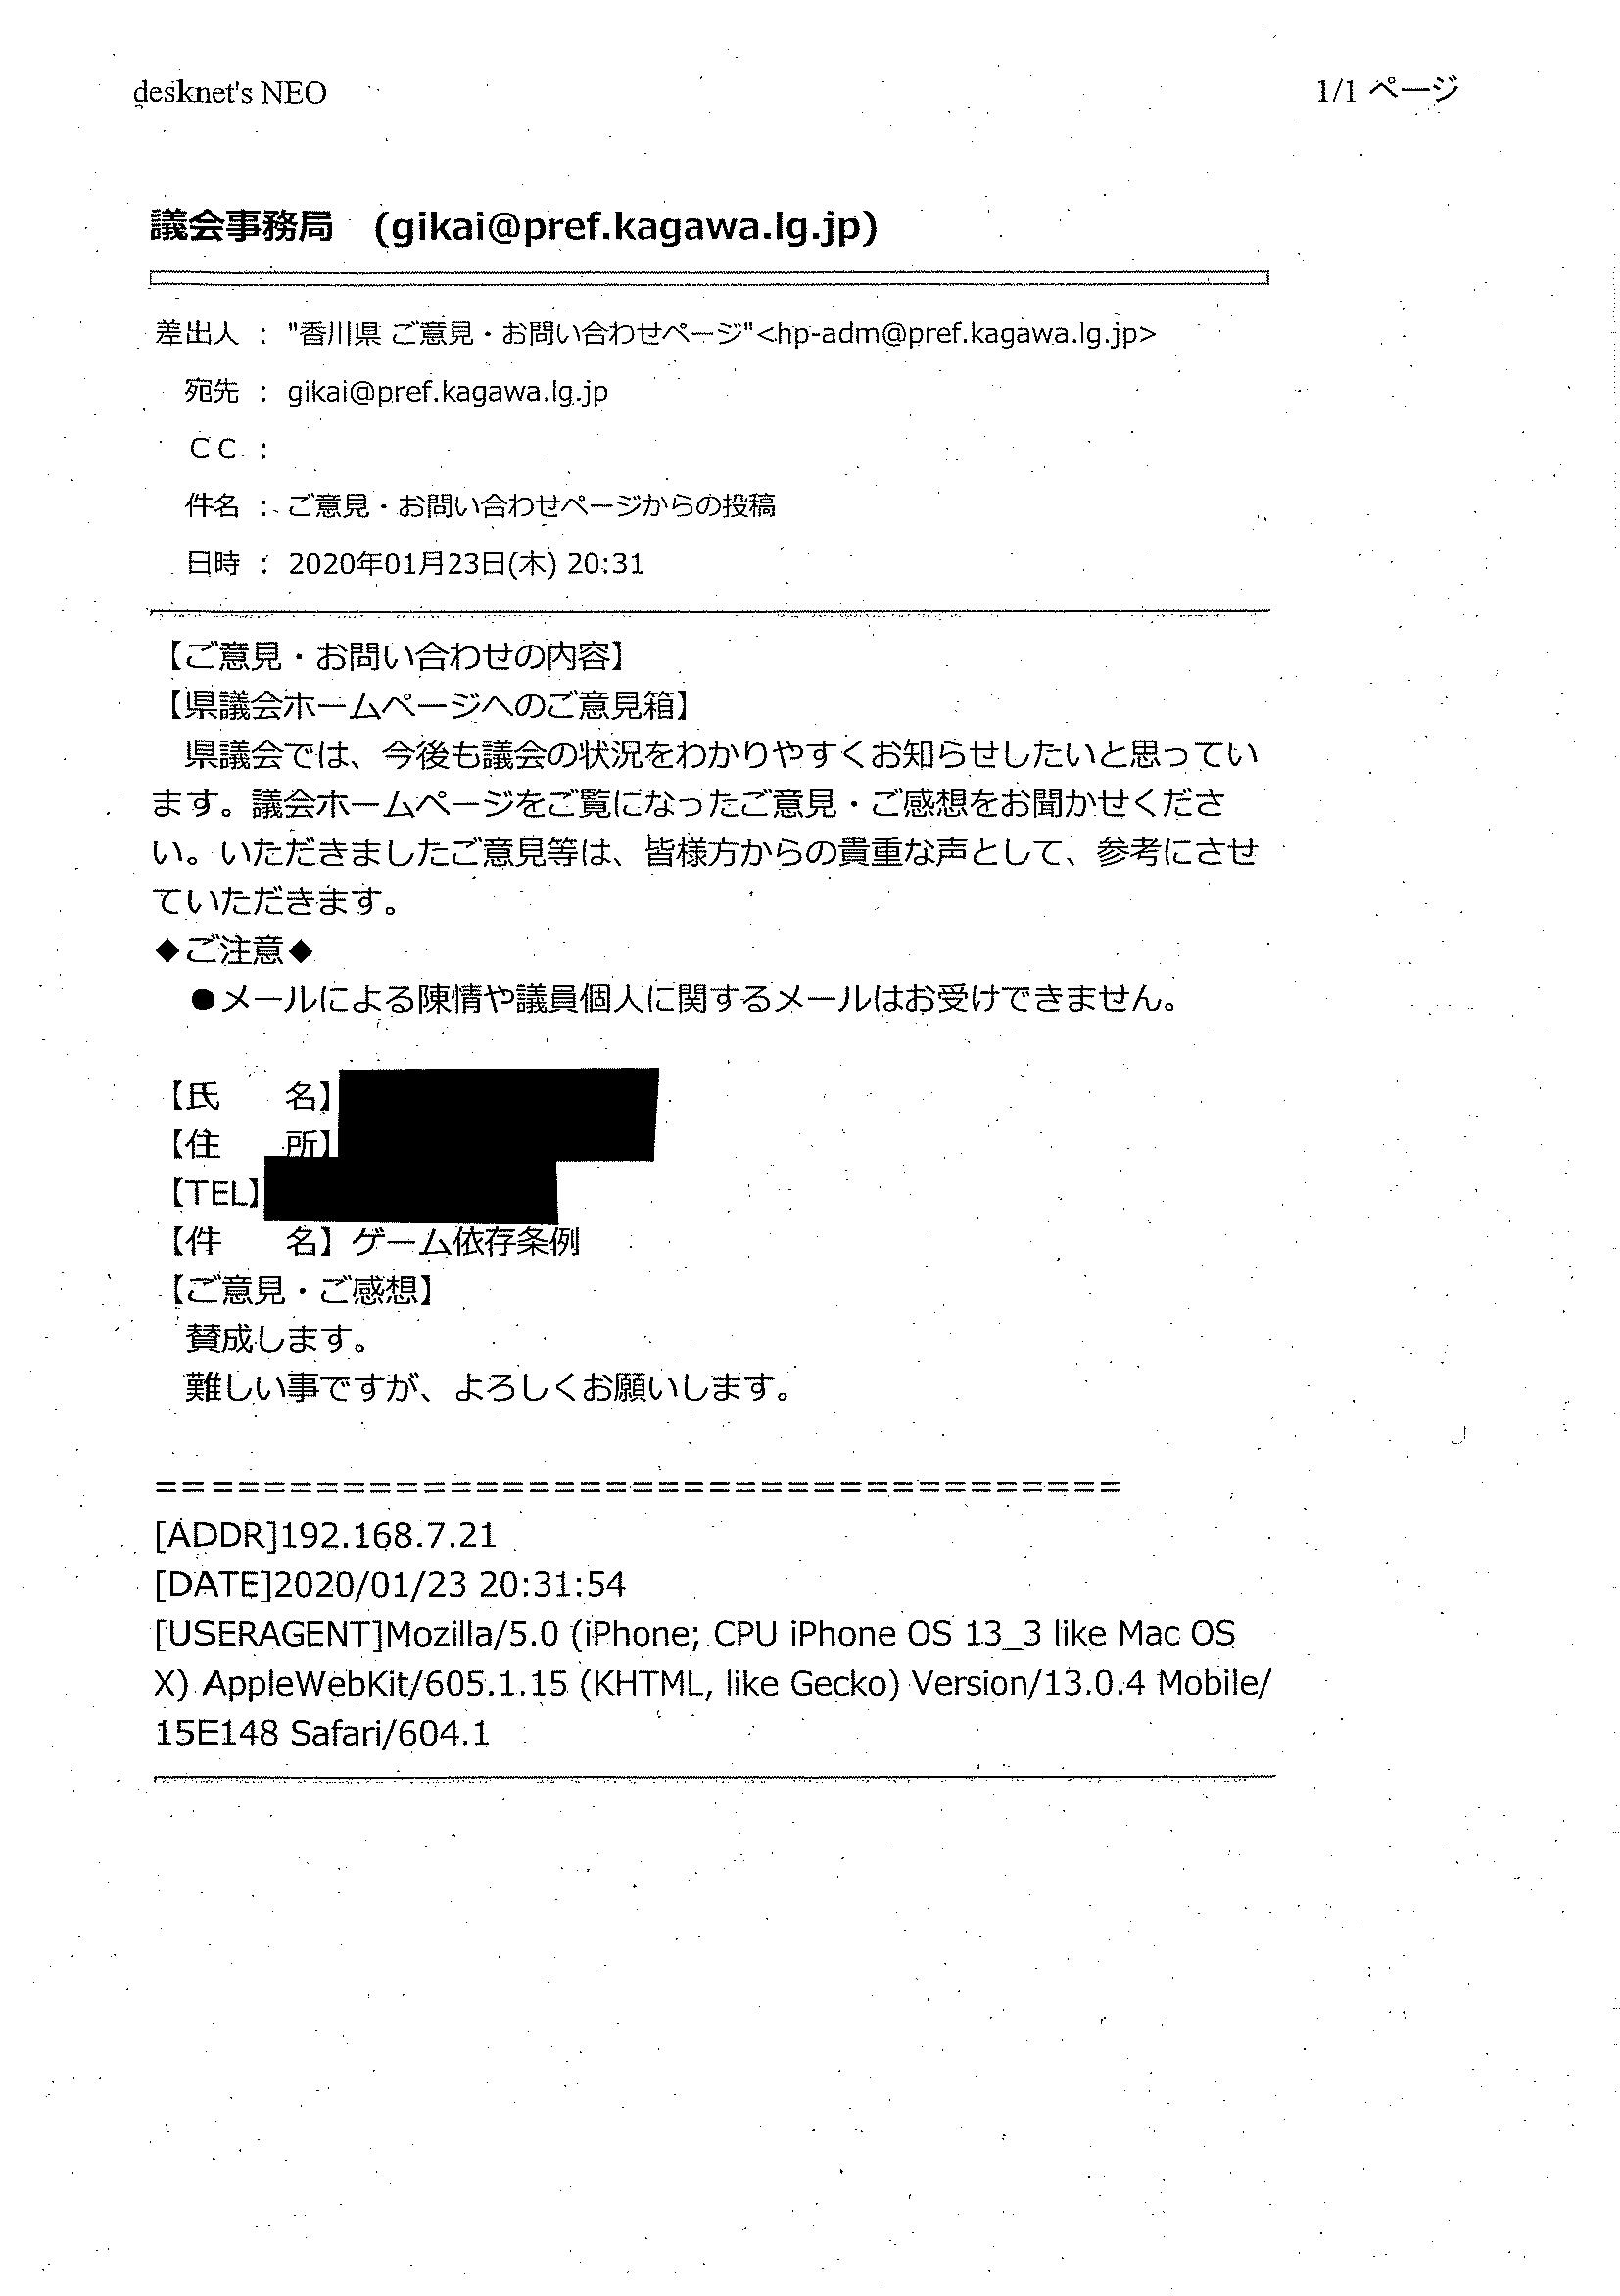 desknet's NEO
1/1 ページ
議会事務局 (gikai@pref.kagawa.lg.jp)
差出人 : "香川県 ご意見・お問い合わせページ"<hp-adm@pref.kagawa.lg.jp>
宛先 : gikai@pref.kagawa.lg.jp
CC :
件名 : ご意見・お問い合わせページからの投稿
日時 : 2020年01月23日(木) 20:31
【ご意見・お問い合わせの内容】
【県議会ホームページへのご意見箱】
県議会では、今後も議会の状況をわかりやすくお知らせしたいと思ってい
ます。議会ホームページをご覧になったご意見・ご感想をお聞かせくださ
い。いただきましたご意見等は、皆様方からの貴重な声として、参考にさせ
ていただきます。
◆ご注意◆
●メールによる陳情や議員個人に関するメールはお受けできません。
【氏　　名】
【住　　所】
【TEL】
【件　　名】ゲーム依存条例
【ご意見・ご感想】
賛成します。
難しい事ですが、よろしくお願いします。
=====================================
[ADDR]192.168.7.21
[DATE]2020/01/23 20:31:54
[USERAGENT]Mozilla/5.0 (iPhone; CPU iPhone OS 13_3 like Mac OS
X) AppleWebKit/605.1.15 (KHTML, like Gecko) Version/13.0.4 Mobile/
15E148 Safari/604.1